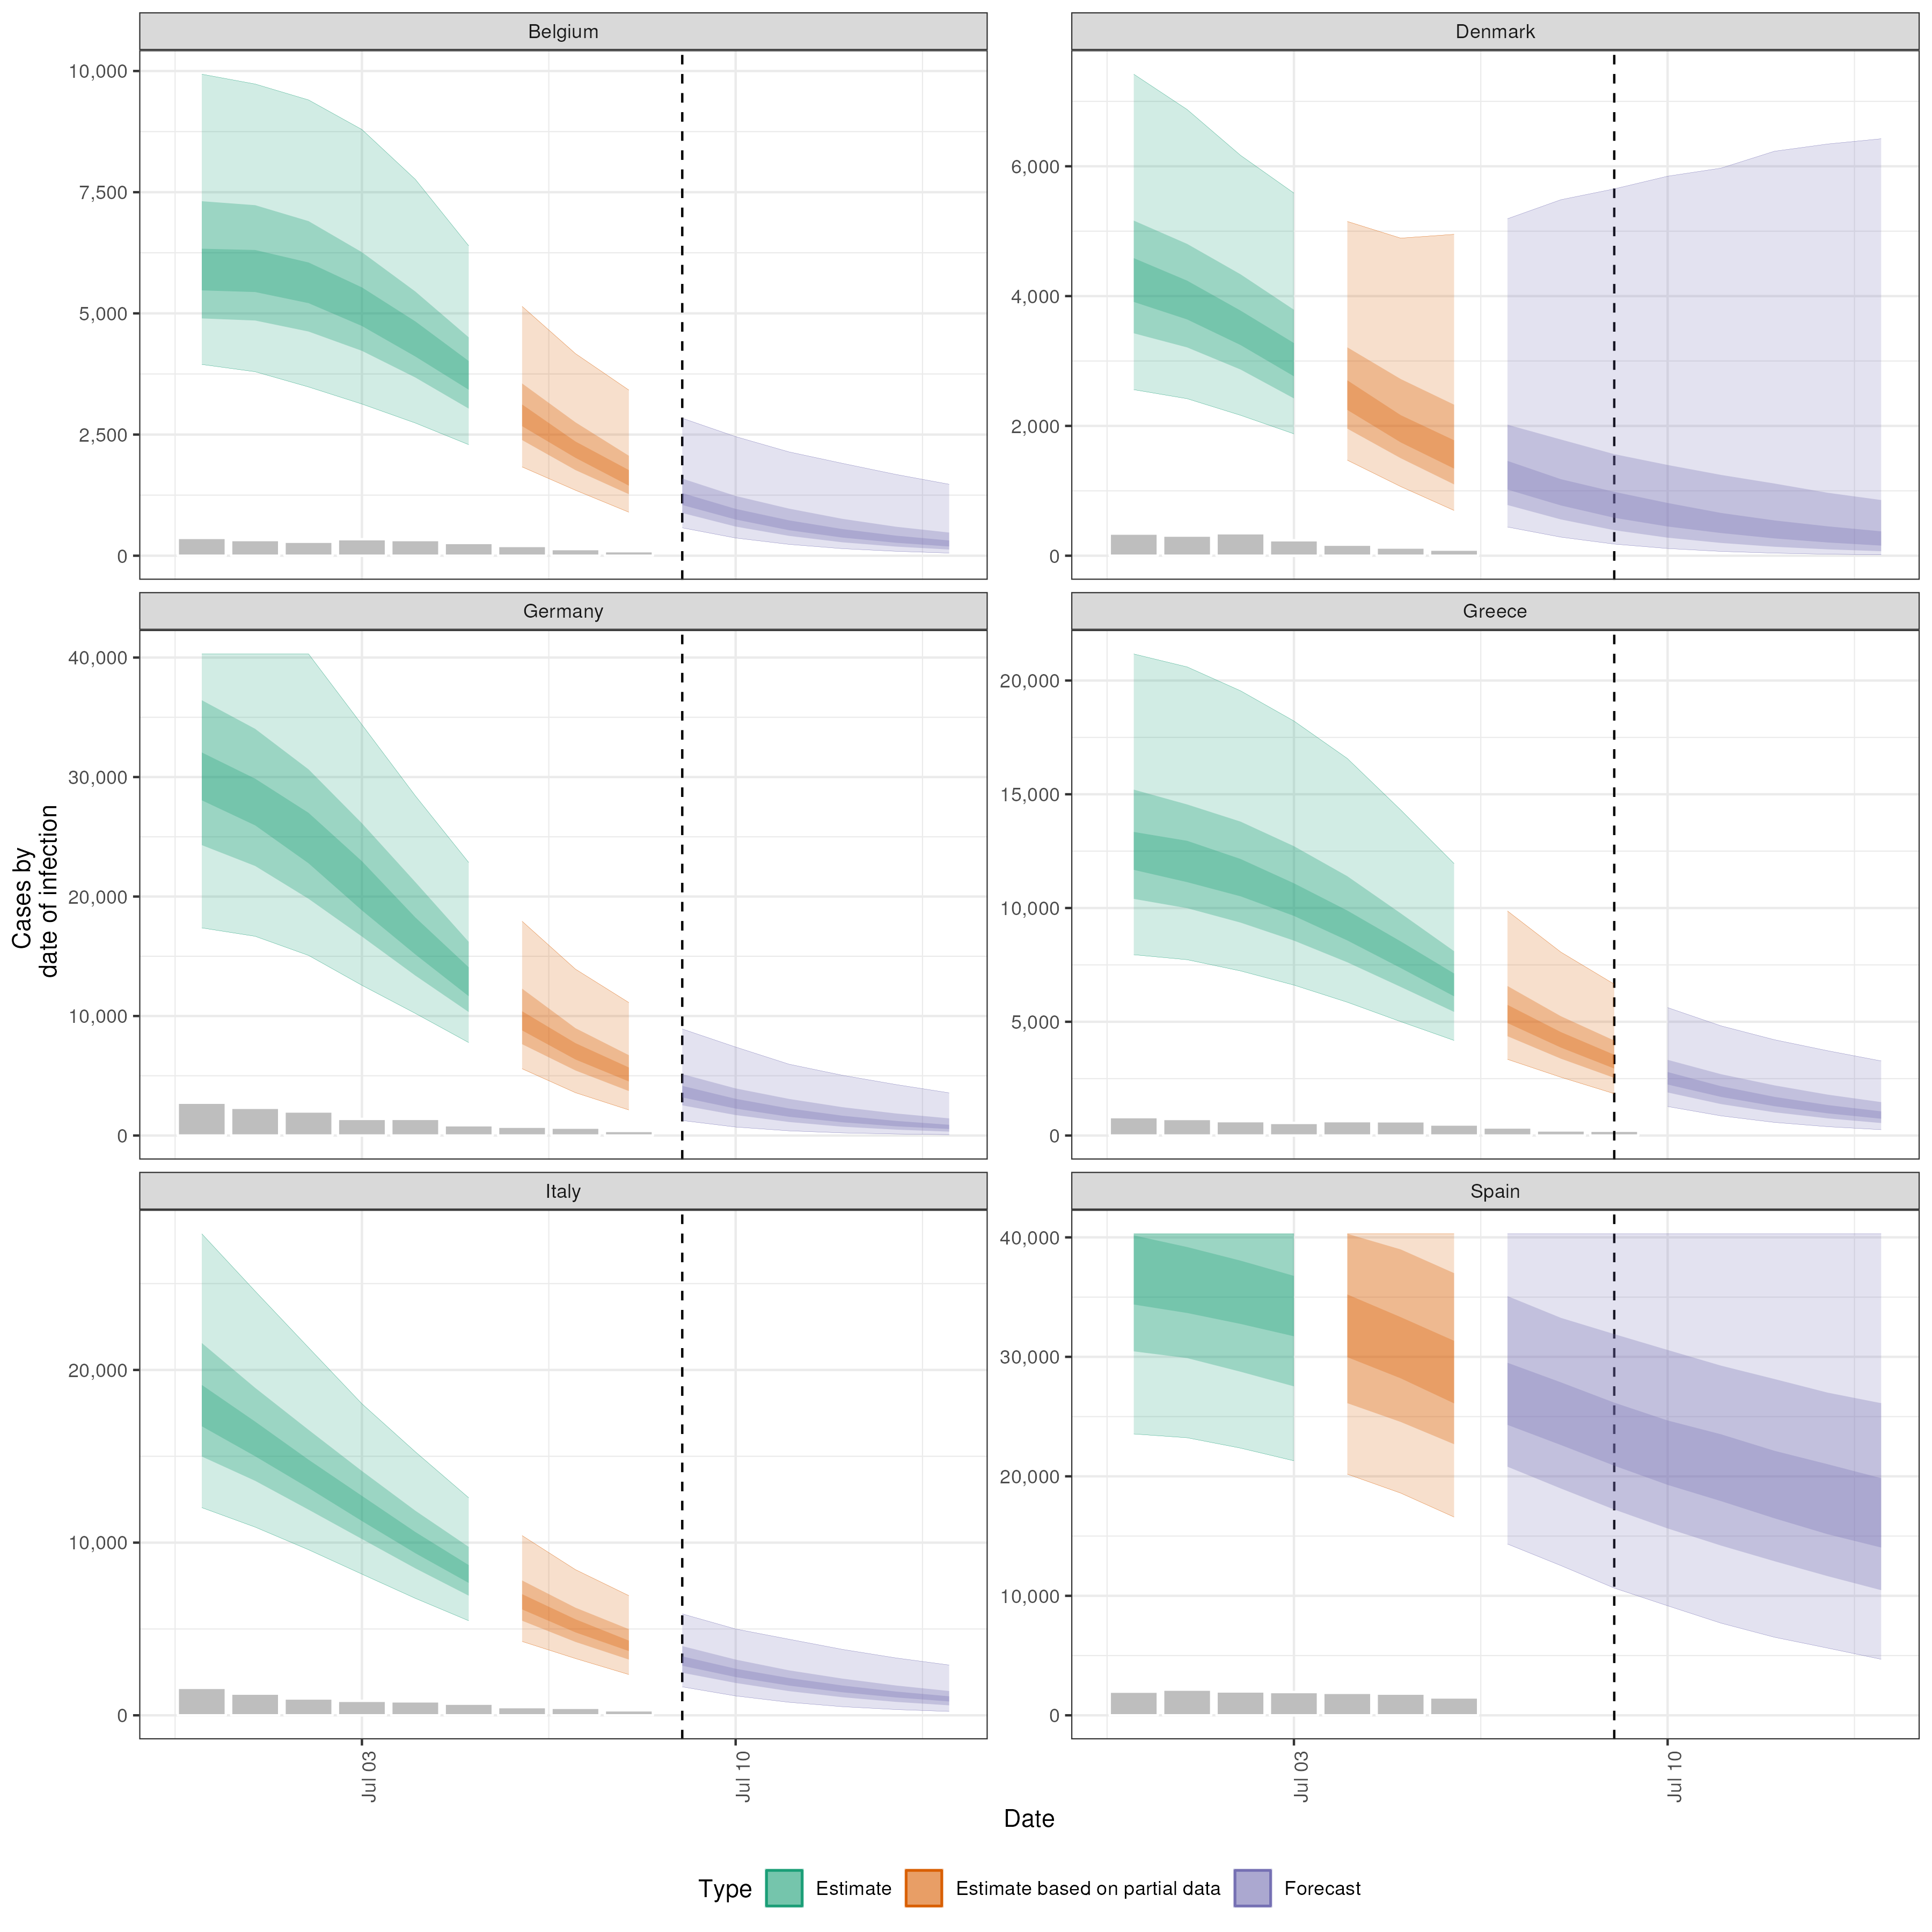 Belgium
Denmark
10,000
7,500
5,000
2,500
0
6,000
4,000
2,000
0
Germany
Greece
40,000
30,000
20,000
10,000
0
20,000
15,000
10,000
5,000
0
Cases by
date of infection
Italy
Spain
20,000
10,000
0
40,000
30,000
20,000
10,000
0
Jul 03
Jul 10
Jul 03
Jul 10
Date
Type
Estimate
Estimate based on partial data
Forecast